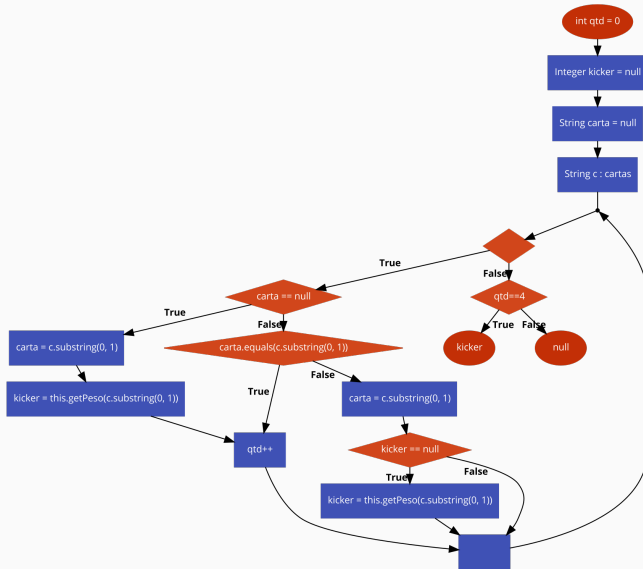 int qtd = 0
Integer kicker = null
String carta = null
String c : cartas
True
False
carta == null
qtd==4
True
False
True
False
carta = c.substring(0, 1)
carta.equals(c.substring(0, 1))
kicker
null
True
False
kicker = this.getPeso(c.substring(0, 1))
carta = c.substring(0, 1)
qtd++
kicker == null
True
False
kicker = this.getPeso(c.substring(0, 1))